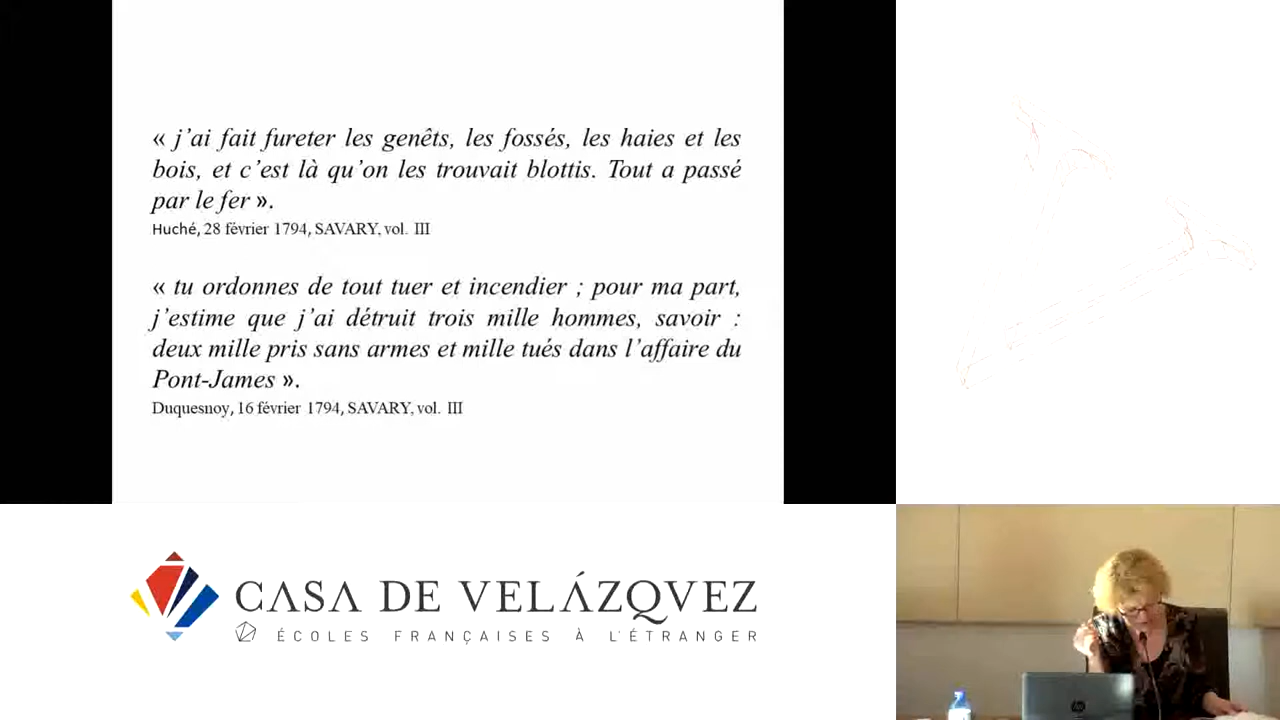 « j’ai fait fureter les genêts, les fossés, les haies et les
bois, et c’est là qu’on les trouvait blottis. Tout a passé
par le fer ».
Huché, 28 février 1794, SAVARY, vol. III
« tu ordonnes de tout tuer et incendier ; pour ma part,
j’estime que j’ai détruit trois mille hommes, savoir :
deux mille pris sans armes et mille tués dans l’affaire du
Pont-James ».
Duquesnoy, 16 février 1794, SAVARY, vol. III
CASA DE VELÁZQVEZ
ÉCOLES FRANÇAISES À L'ÉTRANGER
hp